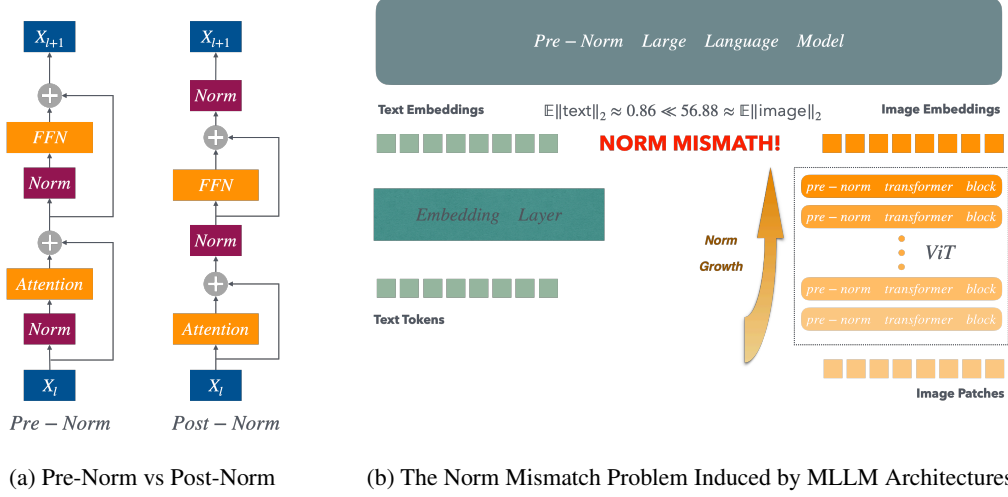 X_{l+1}
FFN
Norm
Attention
Norm
X_l
Pre – Norm
X_{l+1}
Norm
FFN
Norm
Attention
X_l
Post – Norm
(a) Pre-Norm vs Post-Norm
Pre – Norm Large Language Model
Text Embeddings
𝔼‖text‖₂ ≈ 0.86 ≪ 56.88 ≈ 𝔼‖image‖₂
Image Embeddings
NORM MISMATH!
Embedding Layer
Text Tokens
Norm
Growth
pre – norm transformer block
pre – norm transformer block
ViT
pre – norm transformer block
pre – norm transformer block
Image Patches
(b) The Norm Mismatch Problem Induced by MLLM Architectures